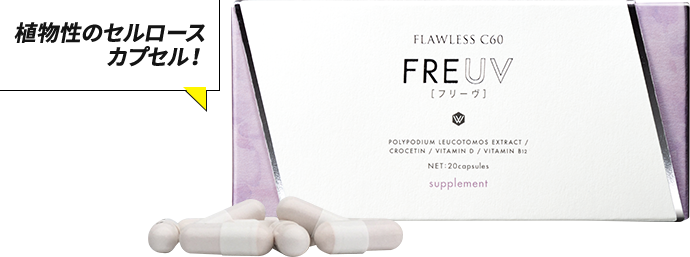 植物性のセルロース
カプセル！
FLAWLESS C60
FREUV
[フリーヴ]
POLYPODIUM LEUCOTOMOS EXTRACT /
CROCETIN / VITAMIN D / VITAMIN B12
NET:20capsules
supplement